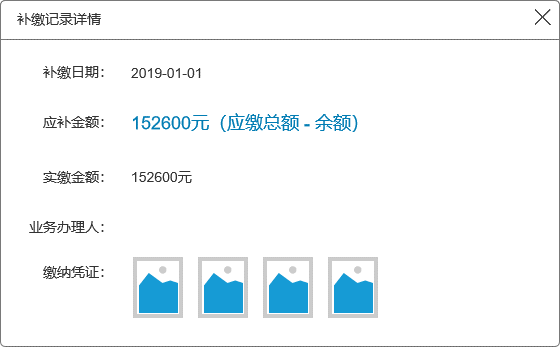 补缴记录详情
补缴日期： 2019-01-01
应补金额： 152600元（应缴总额 - 余额）
实缴金额： 152600元
业务办理人：
缴纳凭证：